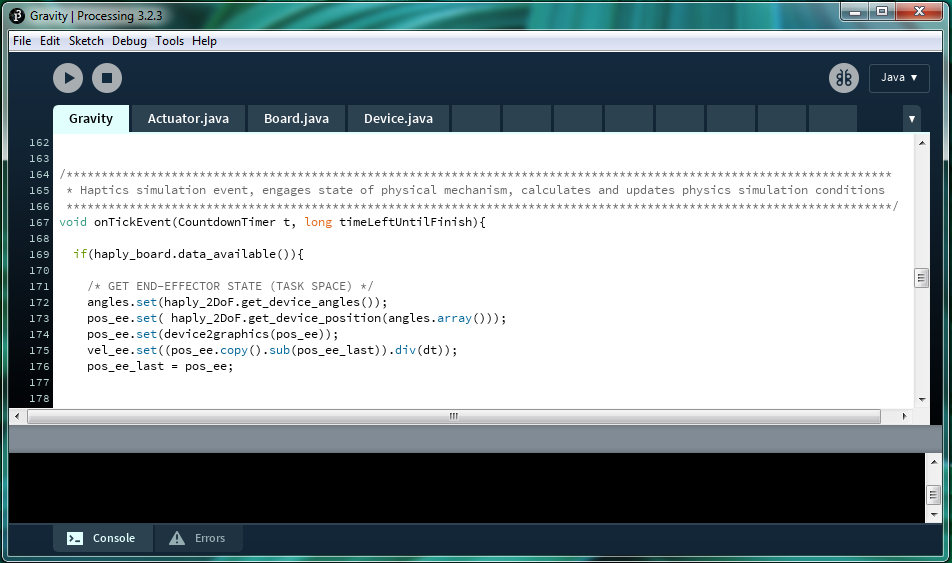 Gravity | Processing 3.2.3
File Edit Sketch Debug Tools Help
Java ▼
Gravity Actuator.java Board.java Device.java ▼
162
163
164 /**********************************************************************************************************************
165  * Haptics simulation event, engages state of physical mechanism, calculates and updates physics simulation conditions
166  **********************************************************************************************************************/
167 void onTickEvent(CountdownTimer t, long timeLeftUntilFinish){
168
169   if(haply_board.data_available()){
170
171     /* GET END-EFFECTOR STATE (TASK SPACE) */
172     angles.set(haply_2DoF.get_device_angles());
173     pos_ee.set( haply_2DoF.get_device_position(angles.array()));
174     pos_ee.set(device2graphics(pos_ee));
175     vel_ee.set((pos_ee.copy().sub(pos_ee_last)).div(dt));
176     pos_ee_last = pos_ee;
177
178
Console Errors